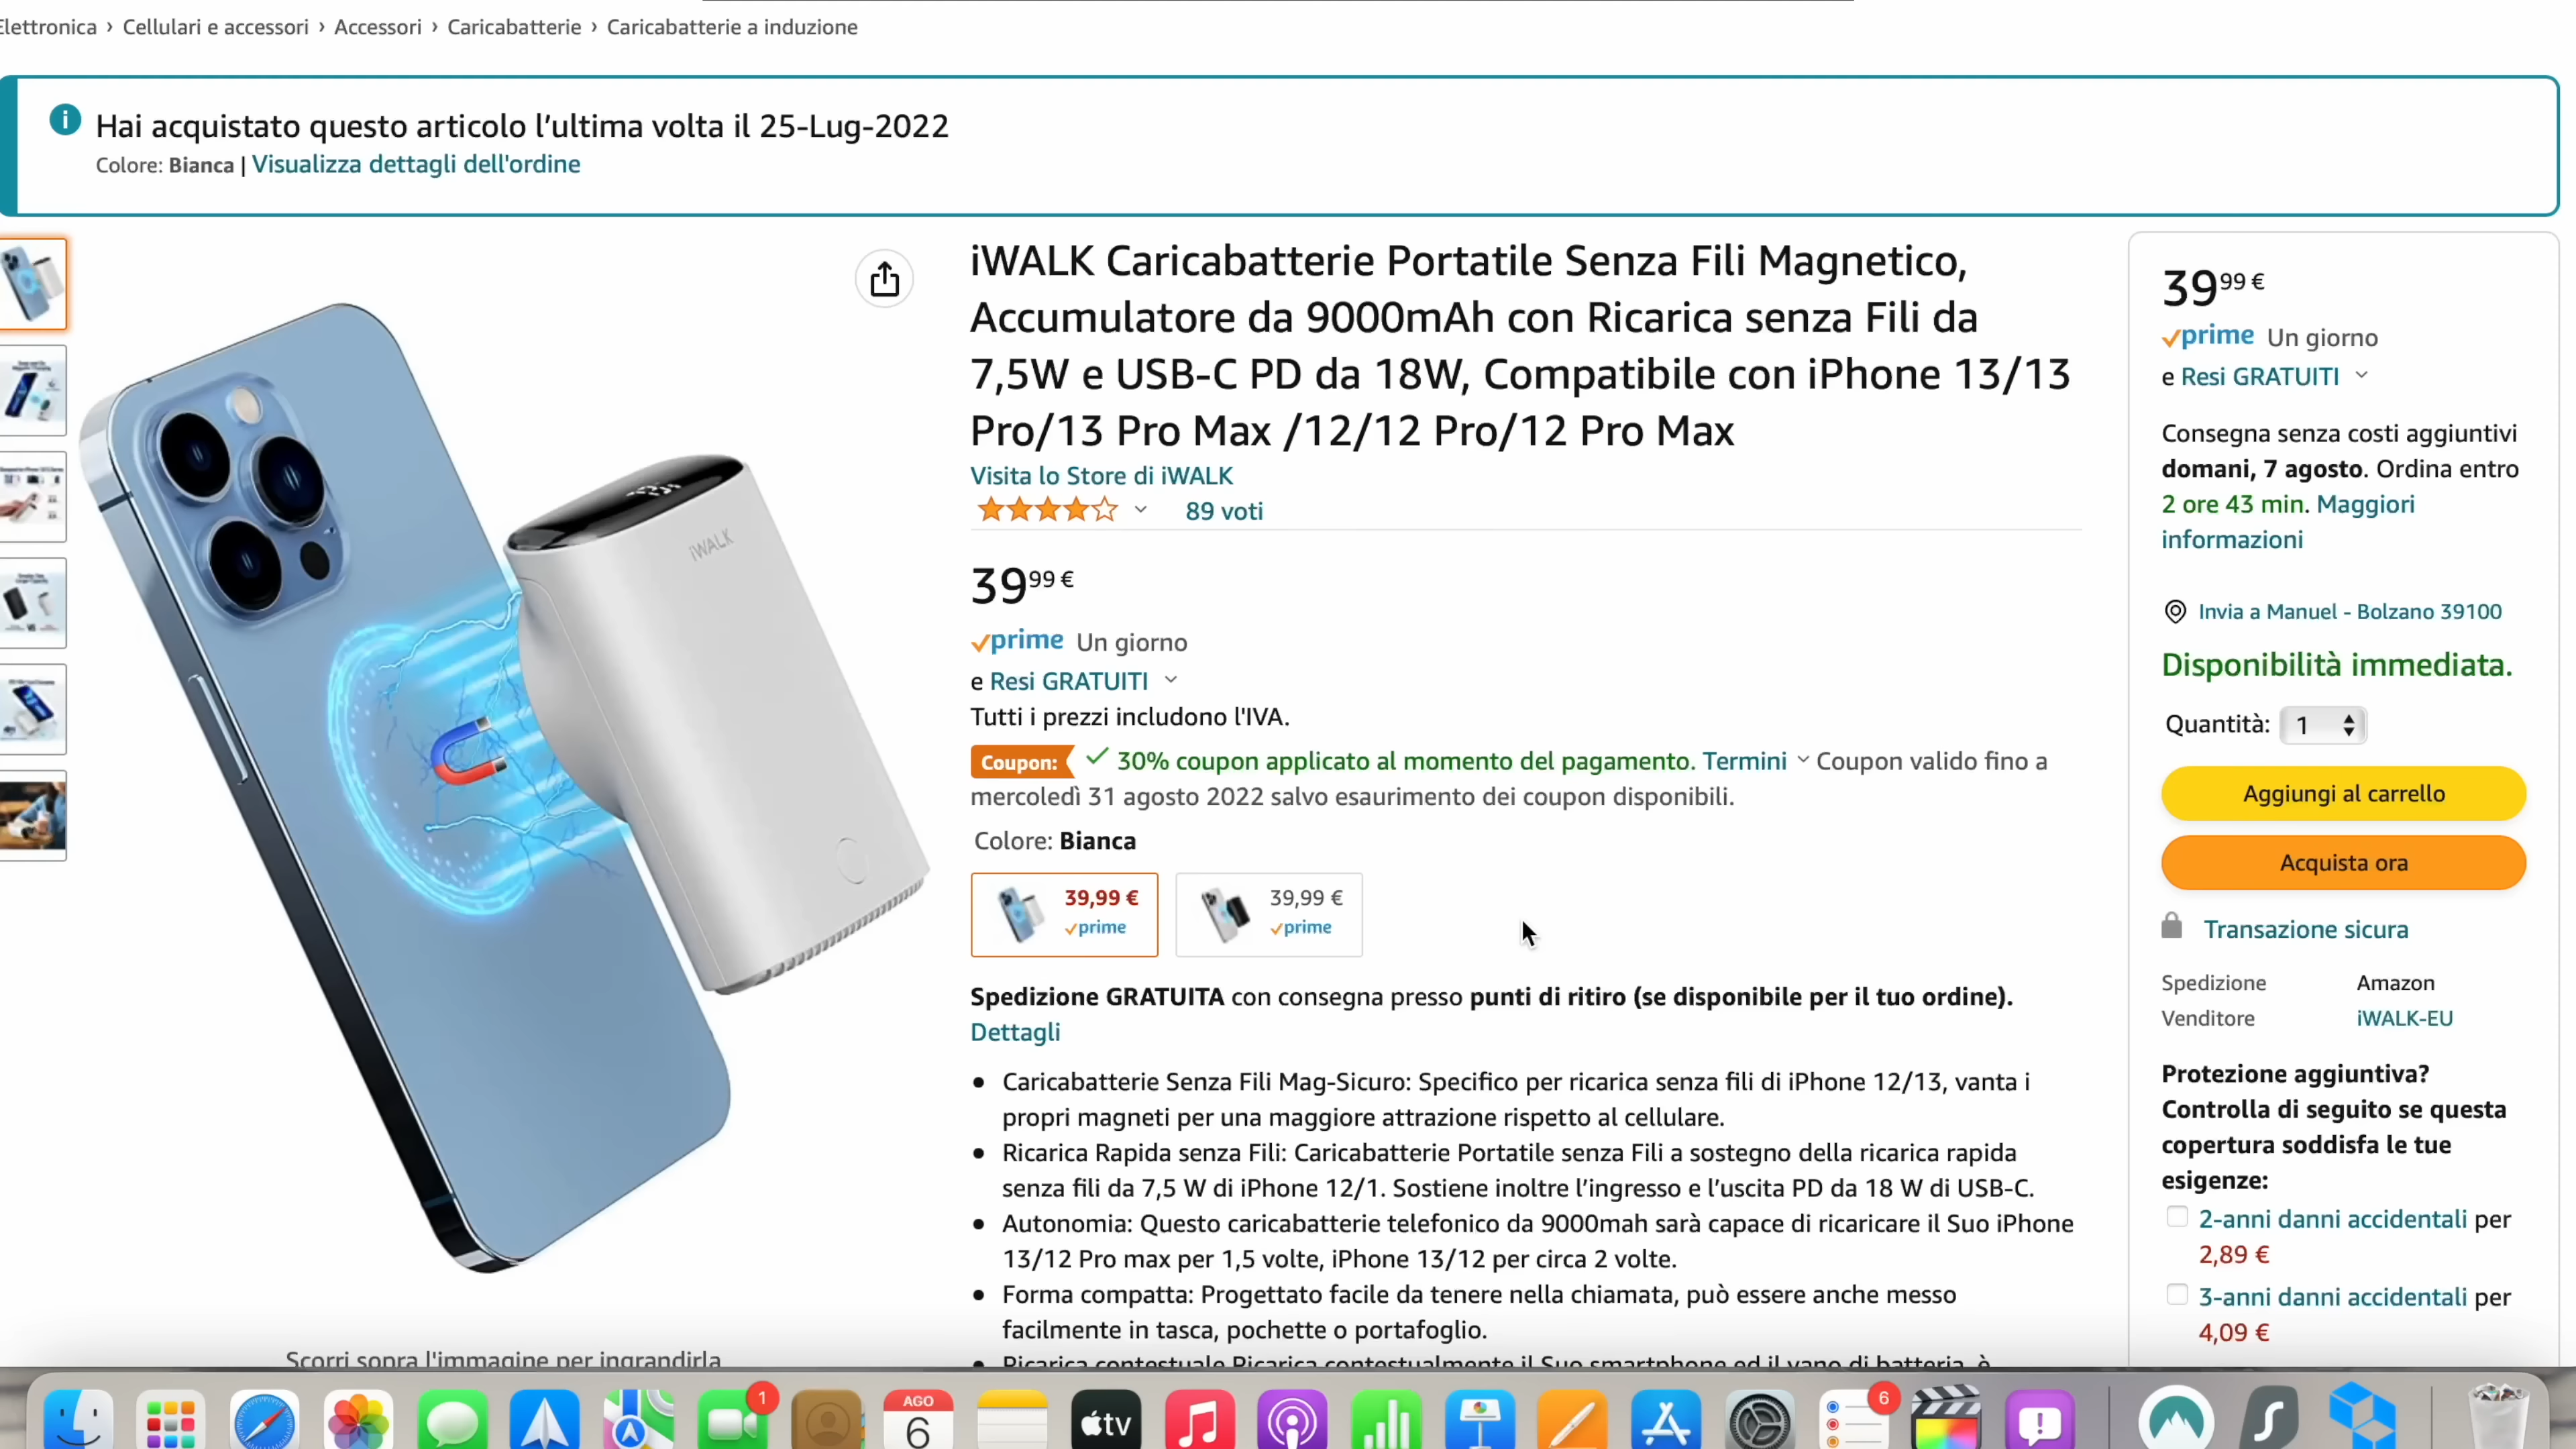 Elettronica › Cellulari e accessori › Accessori › Caricabatterie › Caricabatterie a induzione
Hai acquistato questo articolo l’ultima volta il 25-Lug-2022
Colore: Bianca | Visualizza dettagli dell'ordine
iWALK Caricabatterie Portatile Senza Fili Magnetico,
Accumulatore da 9000mAh con Ricarica senza Fili da
7,5W e USB-C PD da 18W, Compatibile con iPhone 13/13
Pro/13 Pro Max /12/12 Pro/12 Pro Max
Visita lo Store di iWALK
89 voti
39 99 €
prime Un giorno
e Resi GRATUITI
Tutti i prezzi includono l'IVA.
Coupon: 30% coupon applicato al momento del pagamento. Termini Coupon valido fino a
mercoledì 31 agosto 2022 salvo esaurimento dei coupon disponibili.
Colore: Bianca
39,99 € 39,99 €
prime prime
Spedizione GRATUITA con consegna presso punti di ritiro (se disponibile per il tuo ordine).
Dettagli
Caricabatterie Senza Fili Mag-Sicuro: Specifico per ricarica senza fili di iPhone 12/13, vanta i
propri magneti per una maggiore attrazione rispetto al cellulare.
Ricarica Rapida senza Fili: Caricabatterie Portatile senza Fili a sostegno della ricarica rapida
senza fili da 7,5 W di iPhone 12/1. Sostiene inoltre l’ingresso e l’uscita PD da 18 W di USB-C.
Autonomia: Questo caricabatterie telefonico da 9000mah sarà capace di ricaricare il Suo iPhone
13/12 Pro max per 1,5 volte, iPhone 13/12 per circa 2 volte.
Forma compatta: Progettato facile da tenere nella chiamata, può essere anche messo
facilmente in tasca, pochette o portafoglio.
Ricarica contestuale Ricarica contestualmente il Suo smartphone ed il vano di batteria, è
iWALK
Scorri sopra l'immagine per ingrandirla
39 99 €
prime Un giorno
e Resi GRATUITI
Consegna senza costi aggiuntivi
domani, 7 agosto. Ordina entro
2 ore 43 min. Maggiori
informazioni
Invia a Manuel - Bolzano 39100
Disponibilità immediata.
Quantità: 1
Aggiungi al carrello
Acquista ora
Transazione sicura
Spedizione Amazon
Venditore iWALK-EU
Protezione aggiuntiva?
Controlla di seguito se questa
copertura soddisfa le tue
esigenze:
2-anni danni accidentali per
2,89 €
3-anni danni accidentali per
4,09 €
1
AGO
6
tv
6